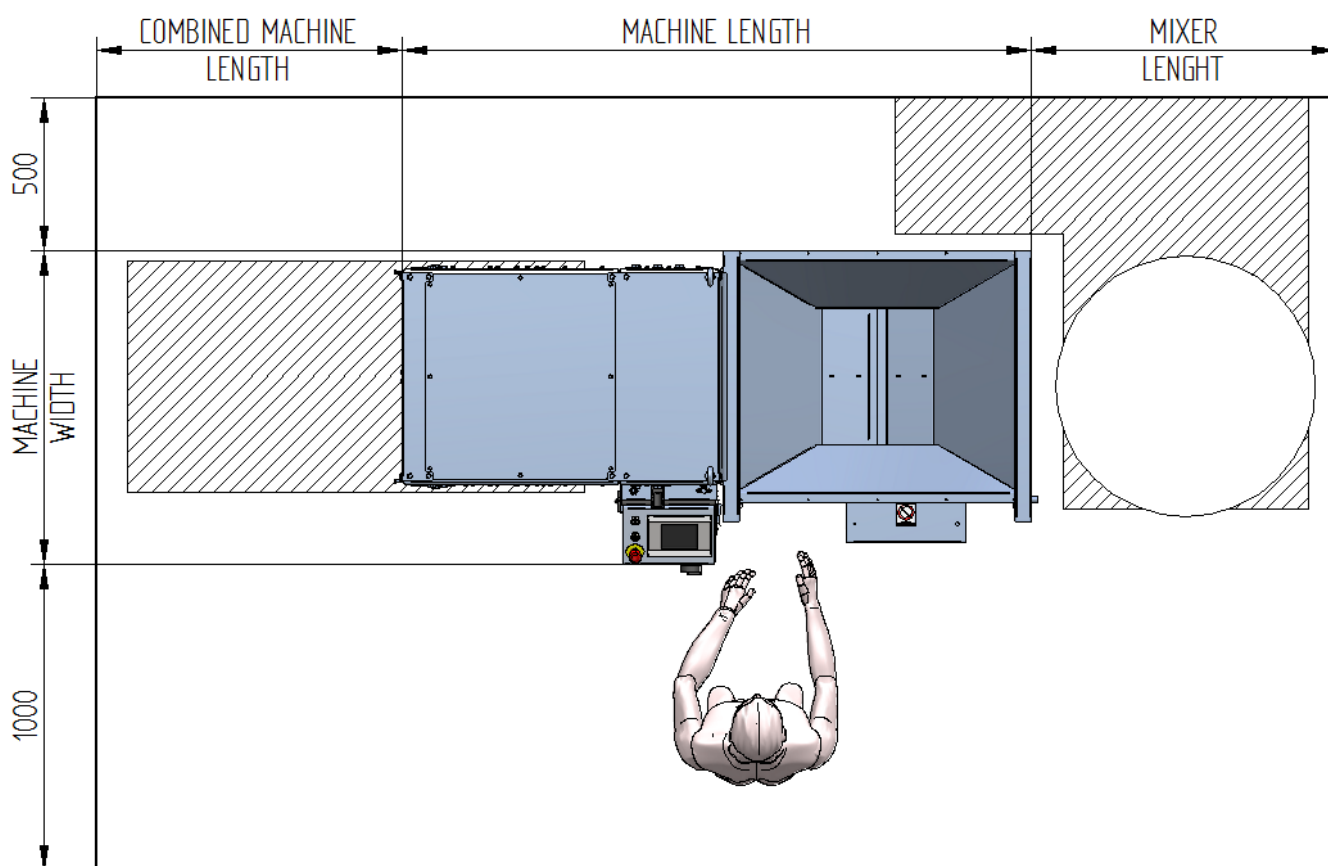 COMBINED MACHINE
LENGTH
MACHINE LENGTH
MIXER
LENGHT
500
MACHINE
WIDTH
1000